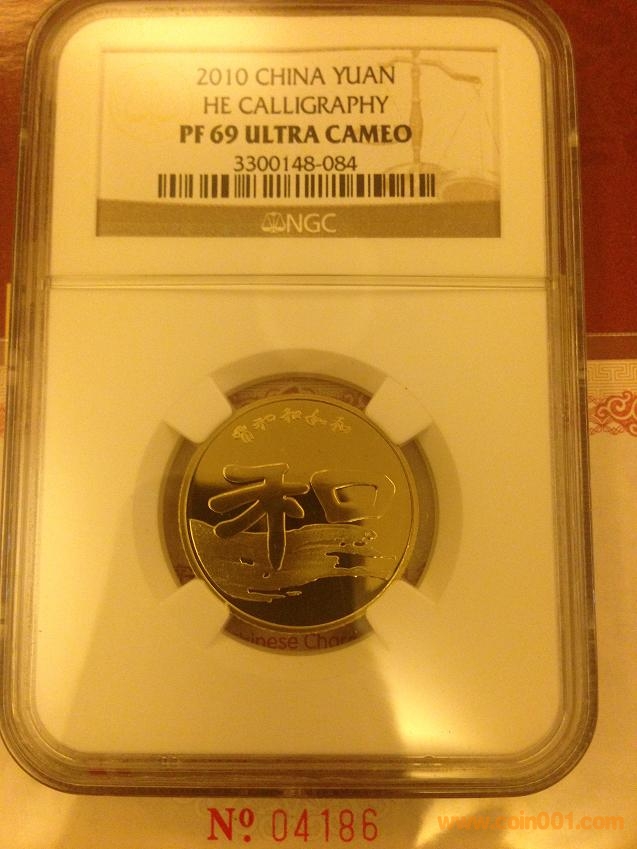 2010 CHINA YUAN
HE CALLIGRAPHY
PF 69 ULTRA CAMEO
3300148-084
NGC
和
Chinese Char
Nº 04186
www.coin001.com